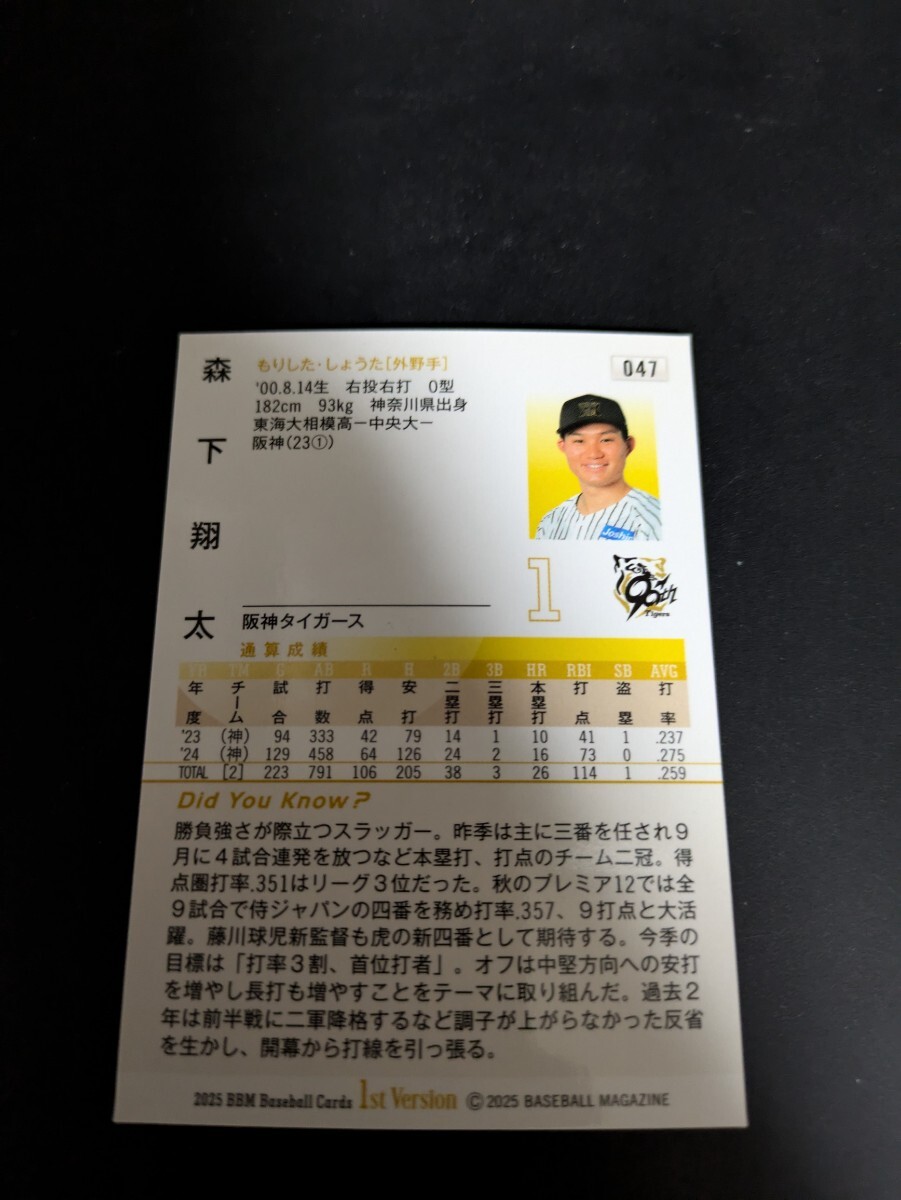 森下翔太
もりした・しょうた［外野手］
'00.8.14生 右投右打 O型
182cm 93kg 神奈川県出身
東海大相模高－中央大－
阪神(23①)
047
Joshin
1
90th
Tigers
阪神タイガース
通算成績
YR TM G AB R H 2B 3B HR RBI SB AVG
年度 チーム 試合 打数 得点 安打 二塁打 三塁打 本塁打 打点 盗塁 打率
'23 (神) 94 333 42 79 14 1 10 41 1 .237
'24 (神) 129 458 64 126 24 2 16 73 0 .275
TOTAL [2] 223 791 106 205 38 3 26 114 1 .259
Did You Know?
勝負強さが際立つスラッガー。昨季は主に三番を任され９
月に４試合連発を放つなど本塁打、打点のチーム二冠。得
点圏打率.351はリーグ３位だった。秋のプレミア12では全
９試合で侍ジャパンの四番を務め打率.357、９打点と大活
躍。藤川球児新監督も虎の新四番として期待する。今季の
目標は「打率３割、首位打者」。オフは中堅方向への安打
を増やし長打も増やすことをテーマに取り組んだ。過去２
年は前半戦に二軍降格するなど調子が上がらなかった反省
を生かし、開幕から打線を引っ張る。
2025 BBM Baseball Cards 1st Version ©2025 BASEBALL MAGAZINE